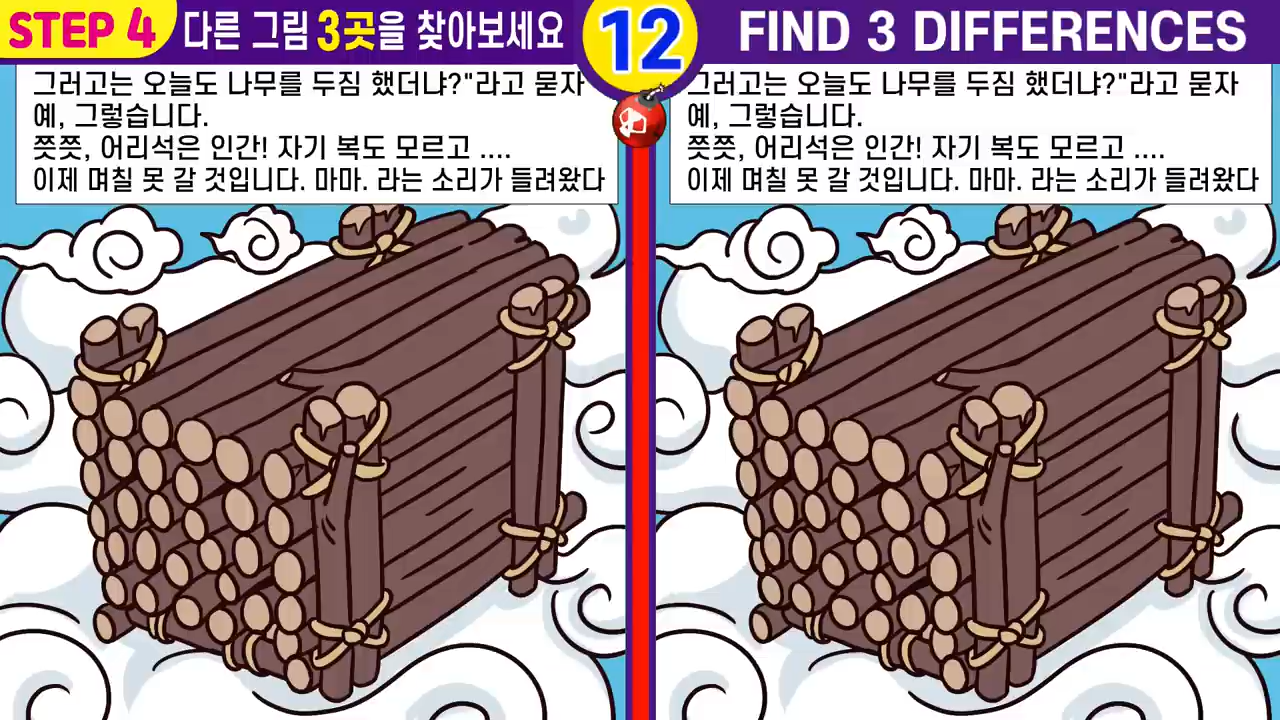 STEP 4 다른 그림 3곳을 찾아보세요 12 FIND 3 DIFFERENCES
그러고는 오늘도 나무를 두짐 했더냐?"라고 묻자
예, 그렇습니다.
쯧쯧, 어리석은 인간! 자기 복도 모르고 ....
이제 며칠 못 갈 것입니다. 마마. 라는 소리가 들려왔다
그러고는 오늘도 나무를 두짐 했더냐?"라고 묻자
예, 그렇습니다.
쯧쯧, 어리석은 인간! 자기 복도 모르고 ....
이제 며칠 못 갈 것입니다. 마마. 라는 소리가 들려왔다